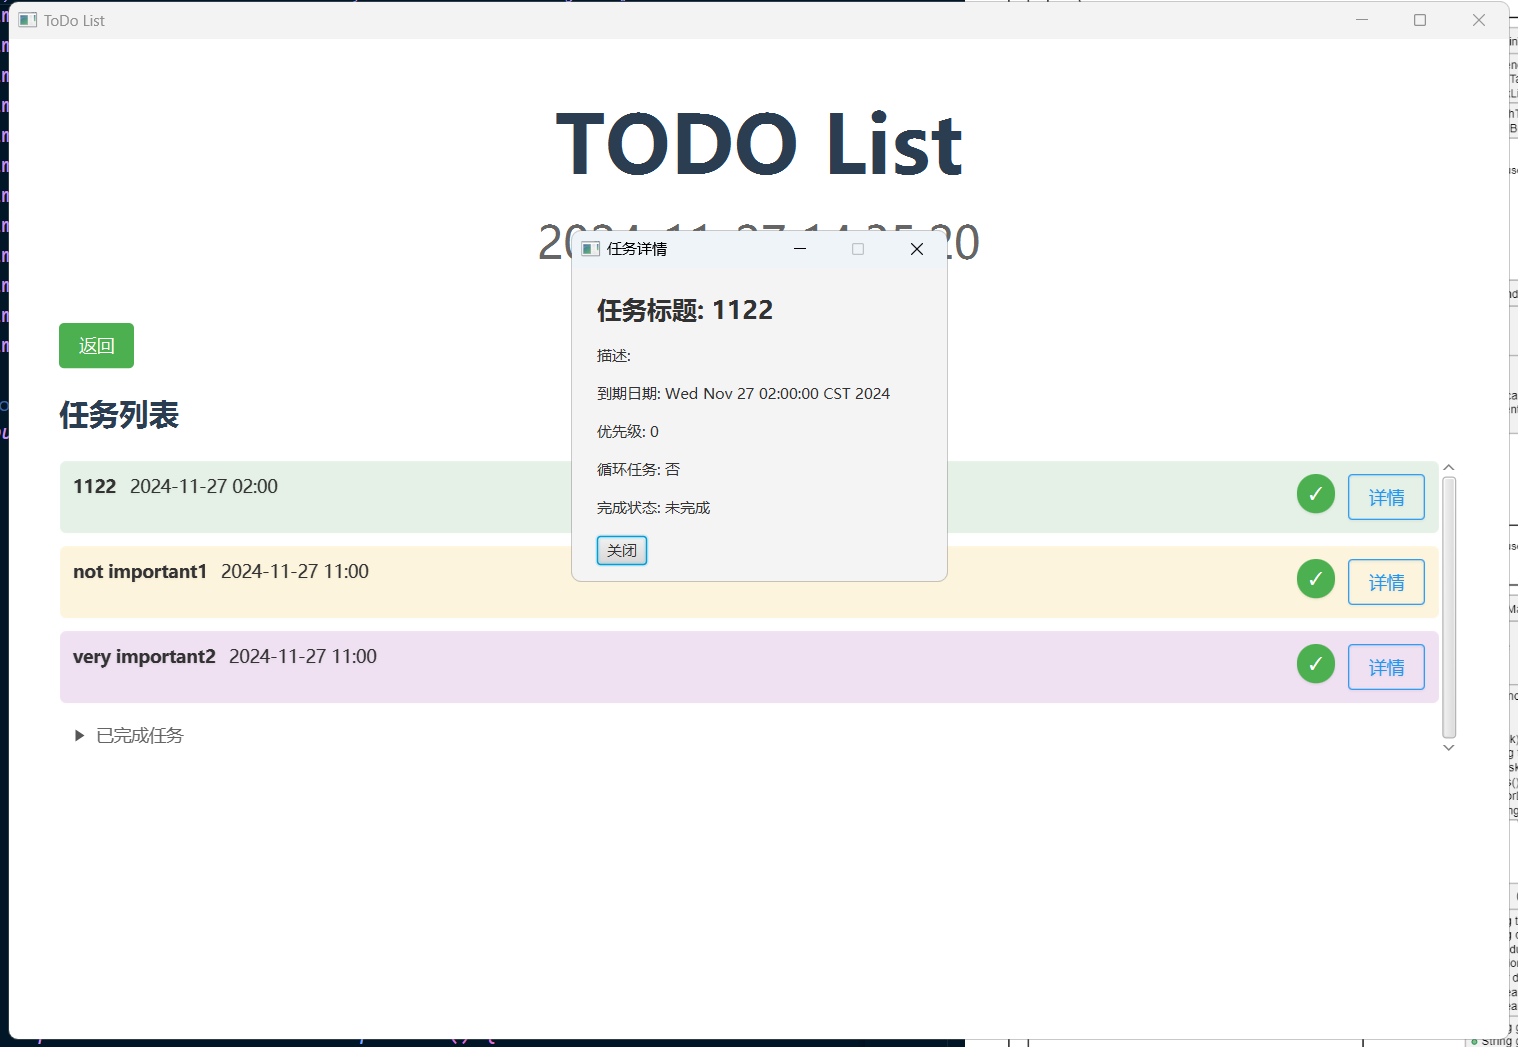 ToDo List
TODO List
任务详情
任务标题: 1122
描述:
到期日期: Wed Nov 27 02:00:00 CST 2024
优先级: 0
循环任务: 否
完成状态: 未完成
关闭
返回
任务列表
1122 2024-11-27 02:00 ✓ 详情
not important1 2024-11-27 11:00 ✓ 详情
very important2 2024-11-27 11:00 ✓ 详情
已完成任务